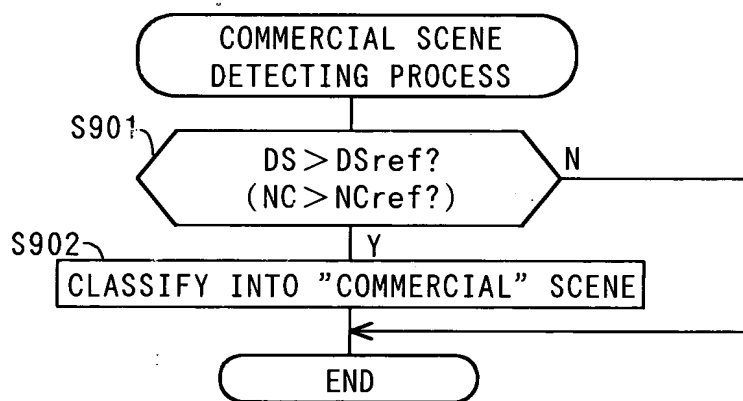 COMMERCIAL SCENE
DETECTING PROCESS
S901
DS>DSref?
(NC>NCref?)
N
Y
S902
CLASSIFY INTO ”COMMERCIAL” SCENE
END